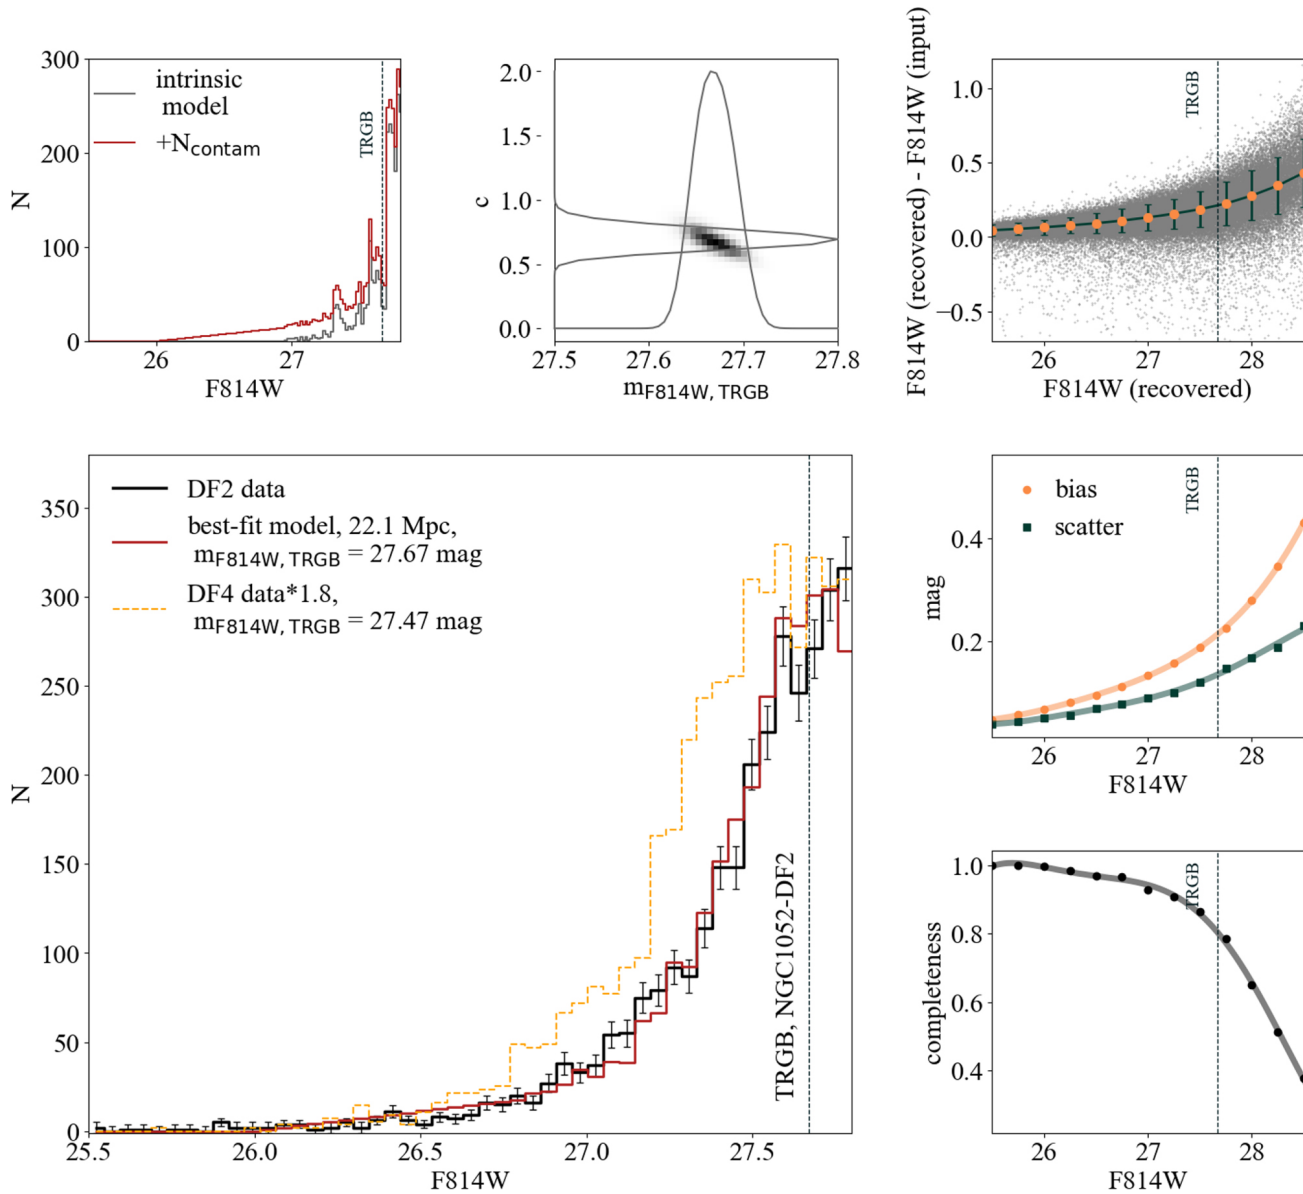 300
200
100
0
N
intrinsic
model
+N_contam
TRGB
26
27
F814W
2.0
1.5
1.0
0.5
0.0
c
27.5
27.6
27.7
27.8
m_F814W, TRGB
F814W (recovered) - F814W (input)
1.0
0.5
0.0
−0.5
TRGB
26
27
28
F814W (recovered)
350
300
250
200
150
100
50
0
N
DF2 data
best-fit model, 22.1 Mpc,
m_F814W, TRGB = 27.67 mag
DF4 data*1.8,
m_F814W, TRGB = 27.47 mag
TRGB, NGC1052-DF2
25.5
26.0
26.5
27.0
27.5
F814W
mag
0.4
0.2
bias
scatter
TRGB
26
27
28
F814W
completeness
1.0
0.8
0.6
0.4
TRGB
26
27
28
F814W